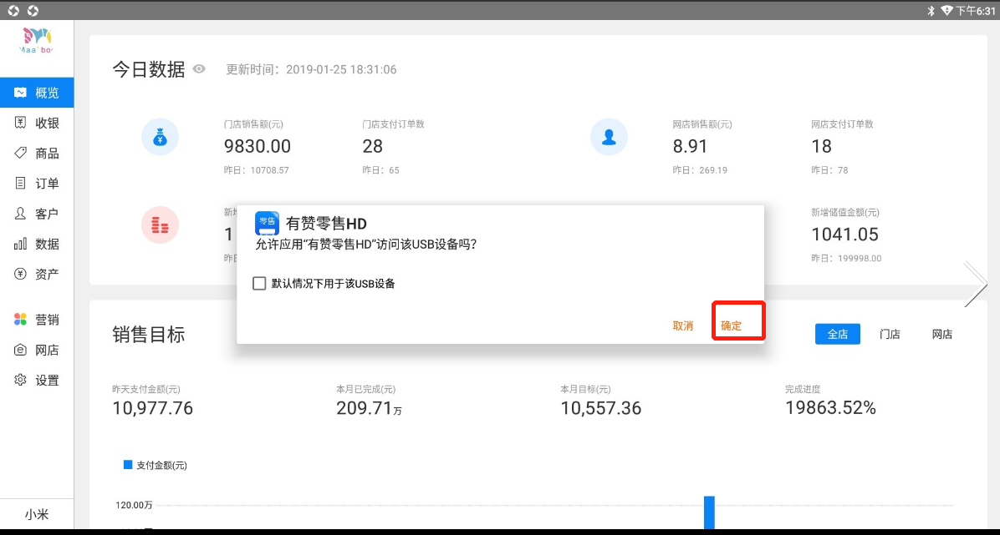 下午6:31
Maa bo
概览
收银
商品
订单
客户
数据
资产
营销
网店
设置
小米
今日数据
更新时间：2019-01-25 18:31:06
门店销售额(元)
9830.00
昨日：10708.57
门店支付订单数
28
昨日：65
网店销售额(元)
8.91
昨日：269.19
网店支付订单数
18
昨日：78
新增
1
昨日
新增储值金额(元)
1041.05
昨日：199998.00
零售
有赞零售HD
允许应用“有赞零售HD”访问该USB设备吗？
默认情况下用于该USB设备
取消
确定
销售目标
全店
门店
网店
昨天支付金额(元)
10,977.76
本月已完成(元)
209.71万
本月目标(元)
10,557.36
完成进度
19863.52%
支付金额(元)
120.00万